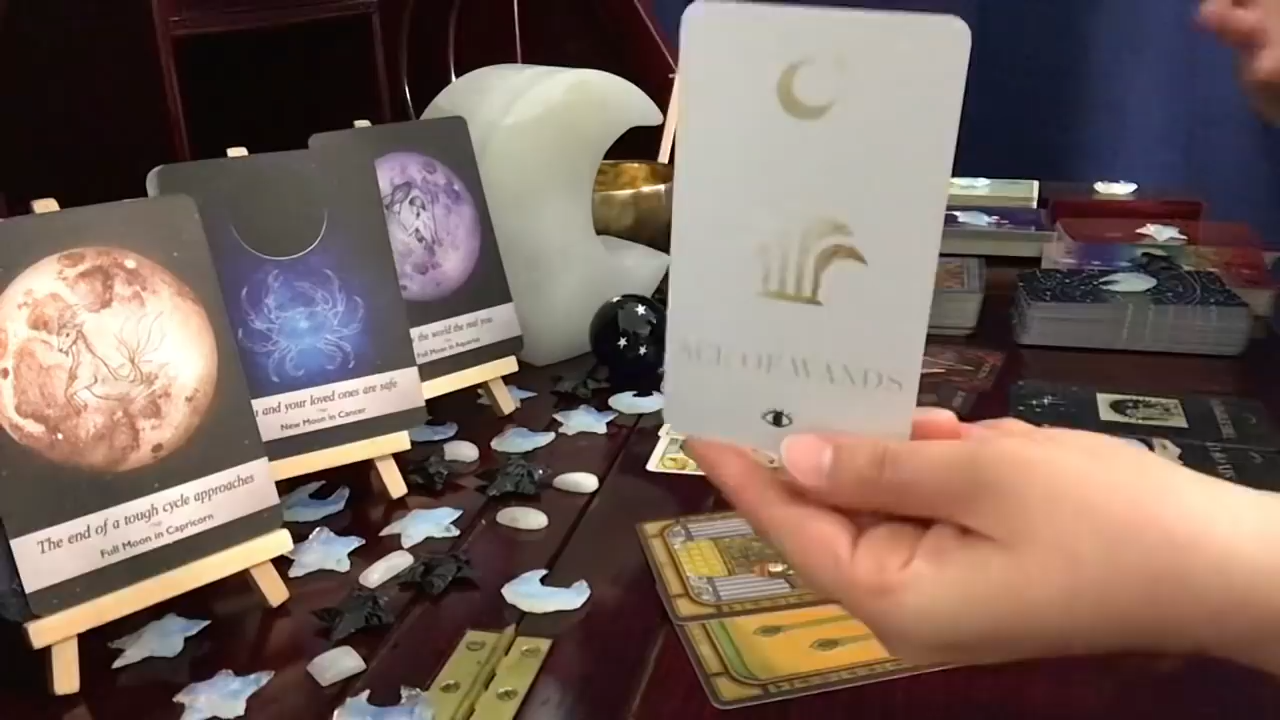 The end of a tough cycle approaches
Full Moon in Capricorn
and your loved ones are safe
New Moon in Cancer
the world the real you
Full Moon in Aquarius
ACE OF WANDS